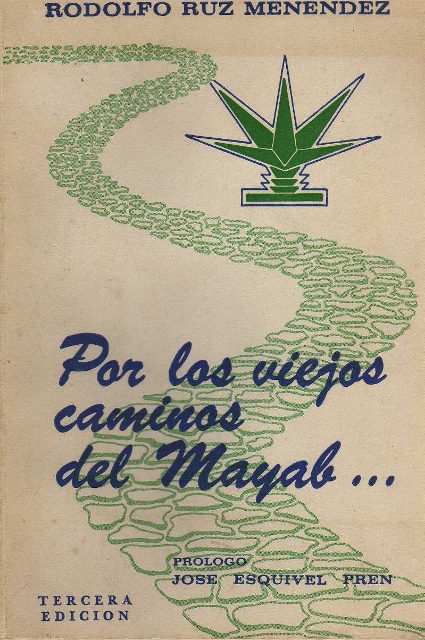 RODOLFO RUZ MENENDEZ
Por los viejos
caminos
del Mayab...
PROLOGO
JOSE ESQUIVEL PREN
TERCERA
EDICION